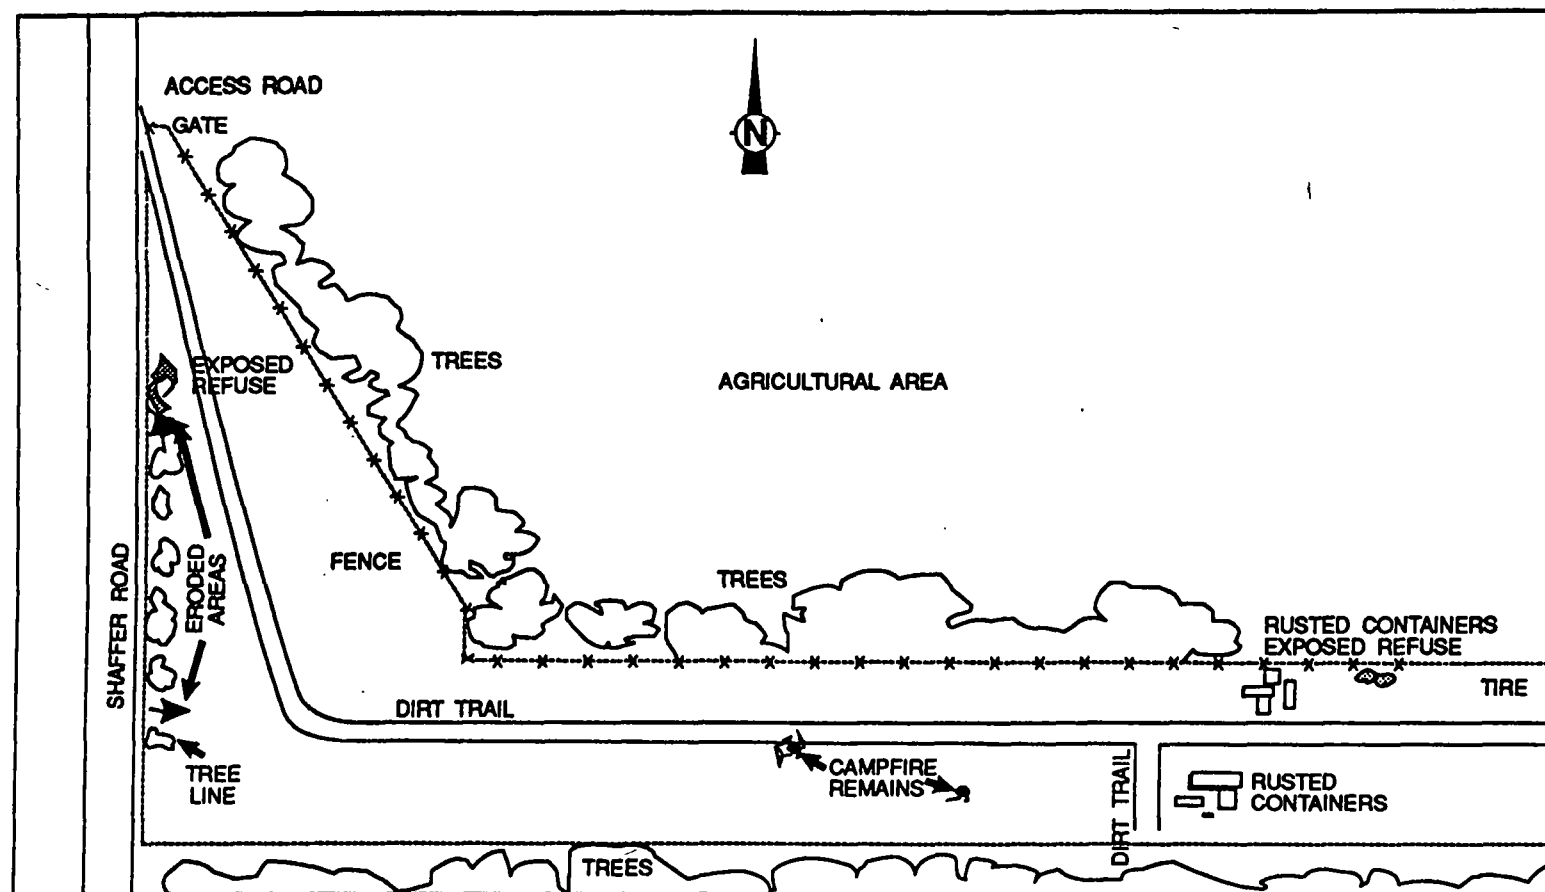 ACCESS ROAD
GATE
N
EXPOSED
REFUSE
TREES
AGRICULTURAL AREA
SHAFFER ROAD
ERODED
AREAS
FENCE
TREES
RUSTED CONTAINERS
EXPOSED REFUSE
TIRE
DIRT TRAIL
TREE
LINE
CAMPFIRE
REMAINS
DIRT TRAIL
RUSTED
CONTAINERS
TREES